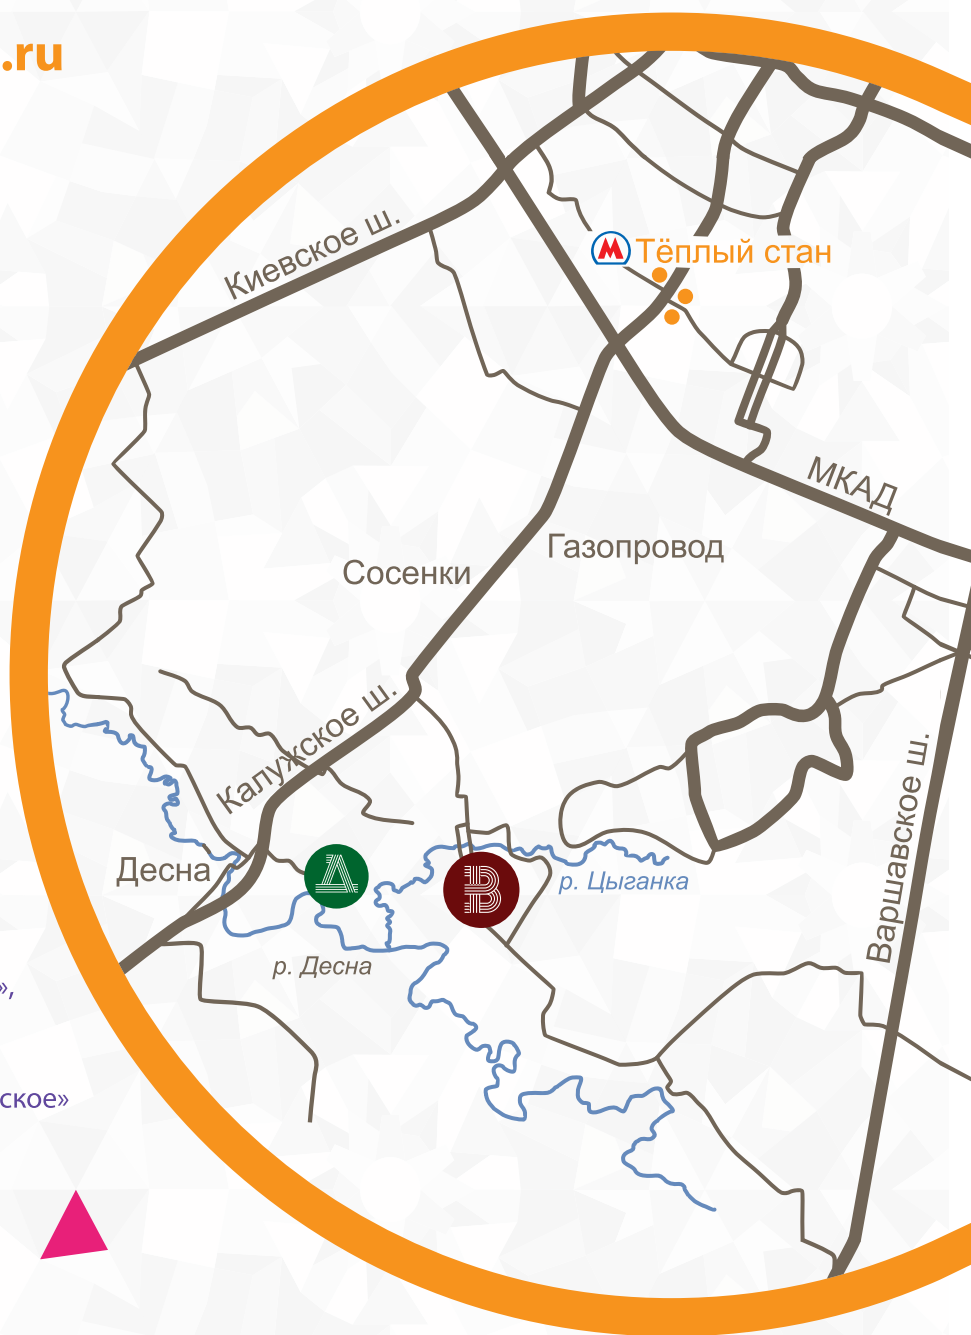 .ru
Киевское ш.
М Тёплый стан
МКАД
Газопровод
Сосенки
Калужское ш.
Варшавское ш.
Десна
Д
В
р. Цыганка
р. Десна
»,
ское»